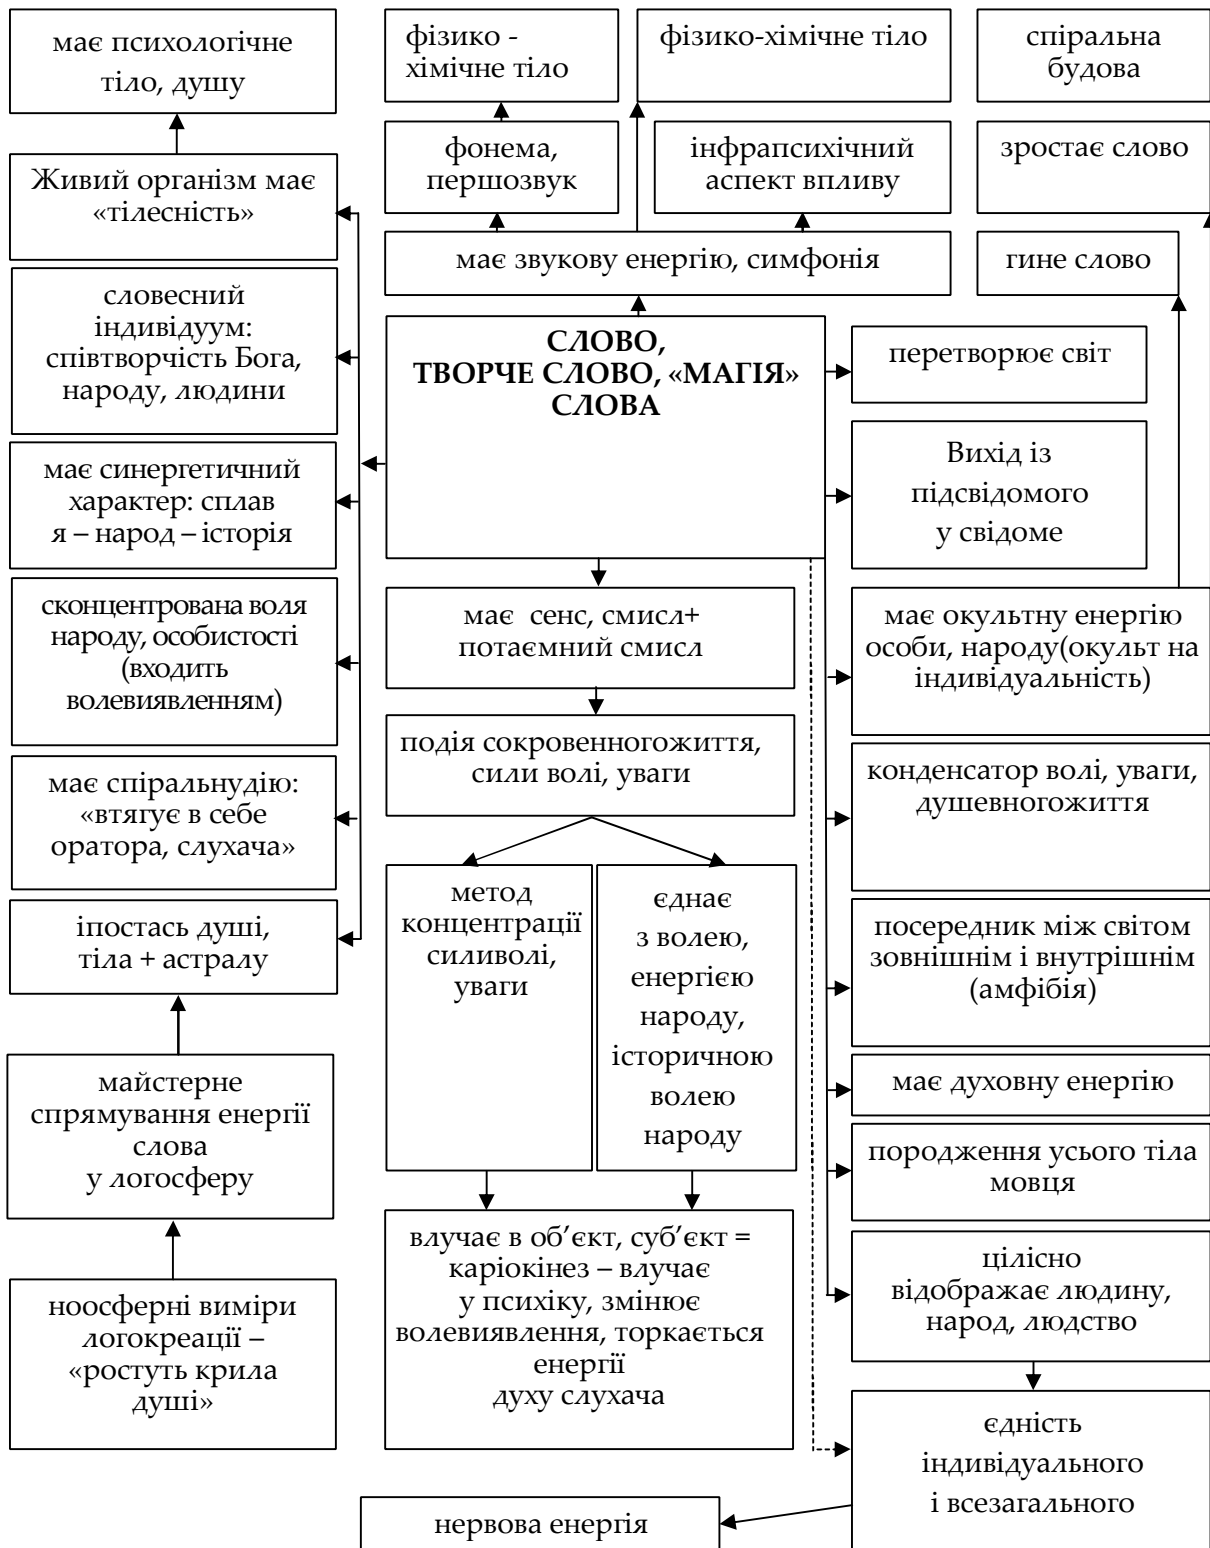 має психологічне
тіло, душу
фізико -
хімічне тіло
фізико-хімічне тіло
спіральна
будова
Живий організм має
«тілесність»
фонема,
першозвук
інфрапсихічний
аспект впливу
зростає слово
має звукову енергію, симфонія
гине слово
словесний
індивідуум:
співтворчість Бога,
народу, людини
СЛОВО,
ТВОРЧЕ СЛОВО, «МАГІЯ»
СЛОВА
перетворює світ
має синергетичний
характер: сплав
я – народ – історія
Вихід із
підсвідомого
у свідоме
сконцентрована воля
народу, особистості
(входить
волевиявленням)
має  сенс, смисл+
потаємний смисл
має окультну енергію
особи, народу(окульт на
індивідуальність)
подія сокровенногожиття,
сили волі, уваги
має спіральнудію:
«втягує в себе
оратора, слухача»
конденсатор волі, уваги,
душевногожиття
метод
концентрації
силиволі,
уваги
єднає
з волею,
енергією
народу,
історичною
волею
народу
іпостась душі,
тіла + астралу
посередник між світом
зовнішнім і внутрішнім
(амфібія)
майстерне
спрямування енергії
слова
у логосферу
має духовну енергію
породження усього тіла
мовця
влучає в об’єкт, суб’єкт =
каріокінез – влучає
у психіку, змінює
волевиявлення, торкається
енергії
духу слухача
цілісно
відображає людину,
народ, людство
ноосферні виміри
логокреації –
«ростуть крила
душі»
єдність
індивідуального
і всезагального
нервова енергія